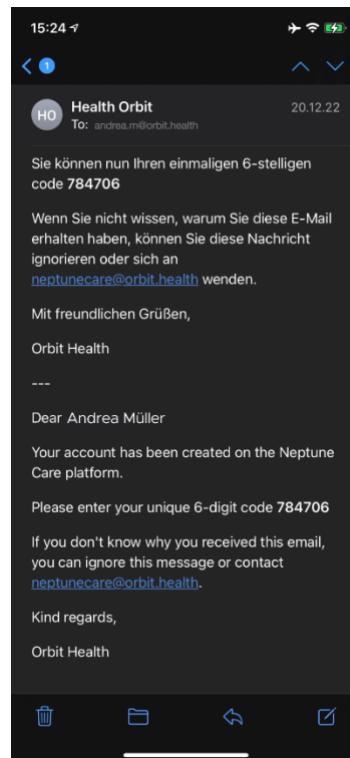 15:24
1
HO
Health Orbit
20.12.22
To: andrea.m@orbit.health
Sie können nun Ihren einmaligen 6-stelligen
code 784706
Wenn Sie nicht wissen, warum Sie diese E-Mail
erhalten haben, können Sie diese Nachricht
ignorieren oder sich an
neptunecare@orbit.health wenden.
Mit freundlichen Grüßen,
Orbit Health
---
Dear Andrea Müller
Your account has been created on the Neptune
Care platform.
Please enter your unique 6-digit code 784706
If you don't know why you received this email,
you can ignore this message or contact
neptunecare@orbit.health.
Kind regards,
Orbit Health